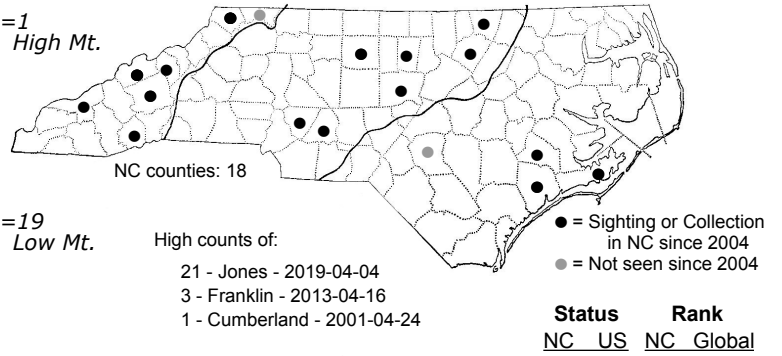 =1
High Mt.
NC counties: 18
=19
Low Mt.
High counts of:
21 - Jones - 2019-04-04
3 - Franklin - 2013-04-16
1 - Cumberland - 2001-04-24
= Sighting or Collection
in NC since 2004
= Not seen since 2004
Status Rank
NC US NC Global